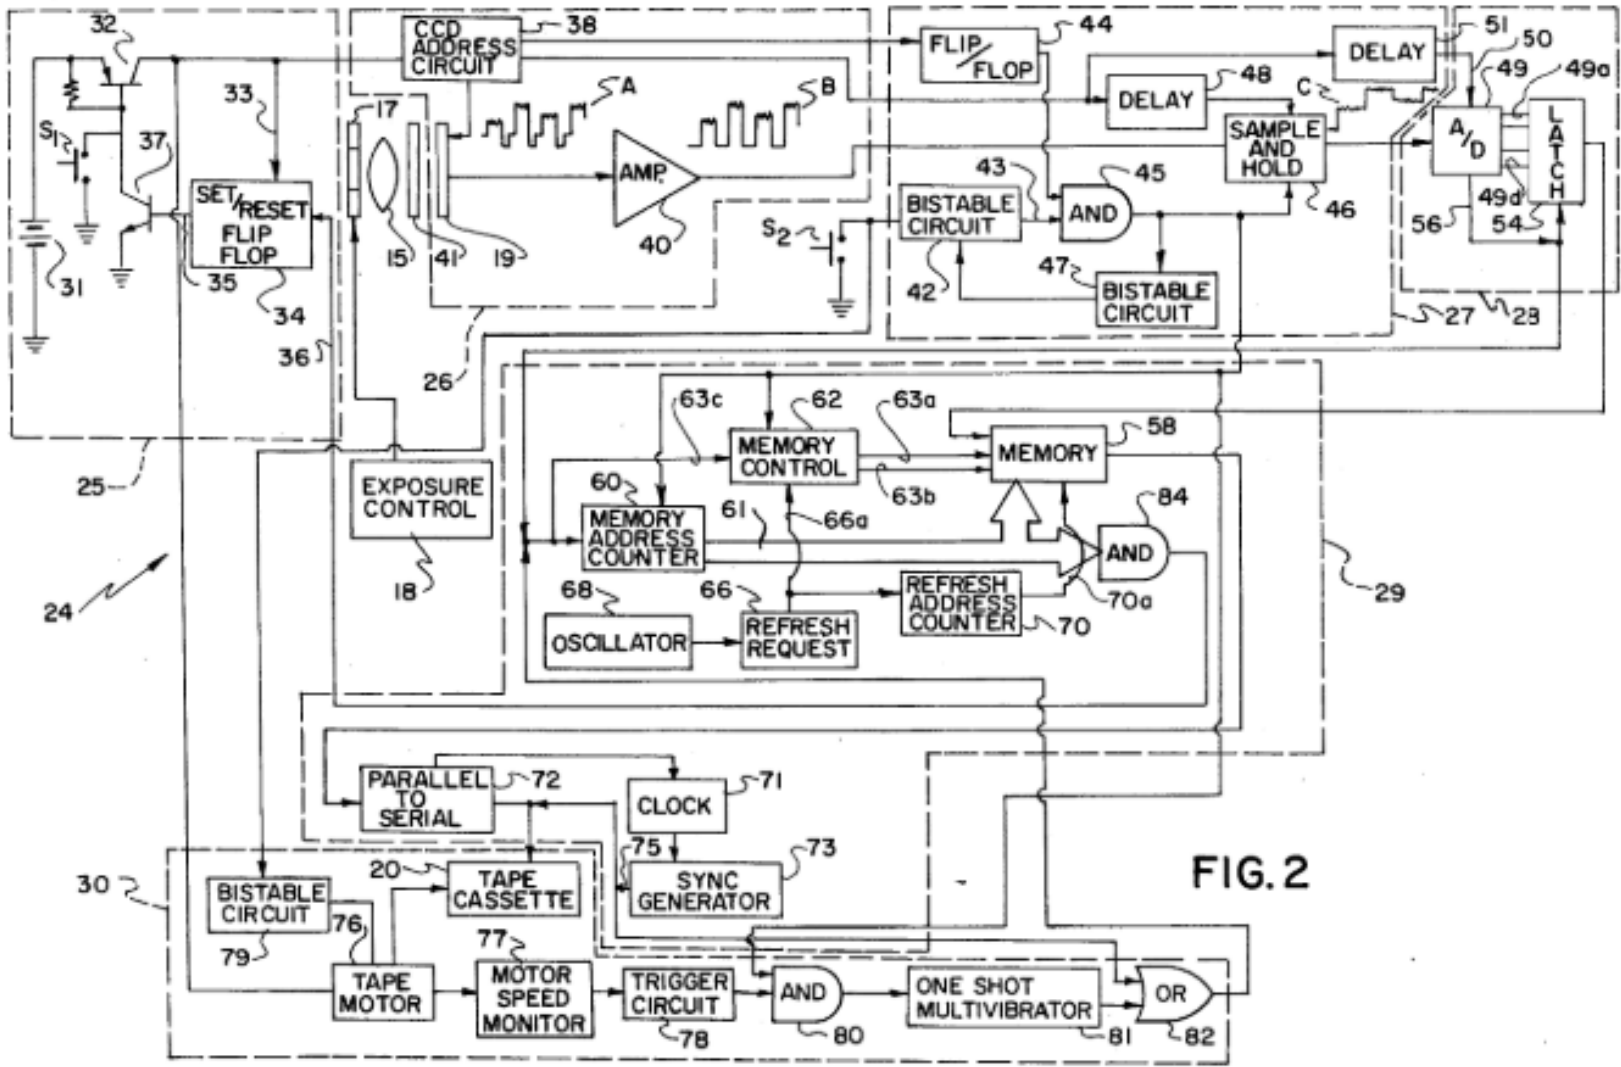 32
33
17
S1
37
SET/RESET
FLIP
FLOP
31
35
34
36
25
24
CCD
ADDRESS
CIRCUIT
38
A
B
AMP.
40
15
41
19
26
EXPOSURE
CONTROL
18
FLIP/
FLOP
44
DELAY
48
DELAY
51
50
49
49a
C
SAMPLE
AND
HOLD
46
A/D
LATCH
49d
56
54
43
45
BISTABLE
CIRCUIT
AND
S2
42
47
BISTABLE
CIRCUIT
27
28
63c
62
63a
58
MEMORY
CONTROL
MEMORY
63b
60
61
66a
84
MEMORY
ADDRESS
COUNTER
AND
29
68
66
REFRESH
ADDRESS
COUNTER
70a
70
OSCILLATOR
REFRESH
REQUEST
PARALLEL
TO
SERIAL
72
CLOCK
71
20
75
73
TAPE
CASSETTE
SYNC
GENERATOR
FIG. 2
30
BISTABLE
CIRCUIT
76
79
77
TAPE
MOTOR
MOTOR
SPEED
MONITOR
TRIGGER
CIRCUIT
78
AND
80
ONE SHOT
MULTIVIBRATOR
81
OR
82